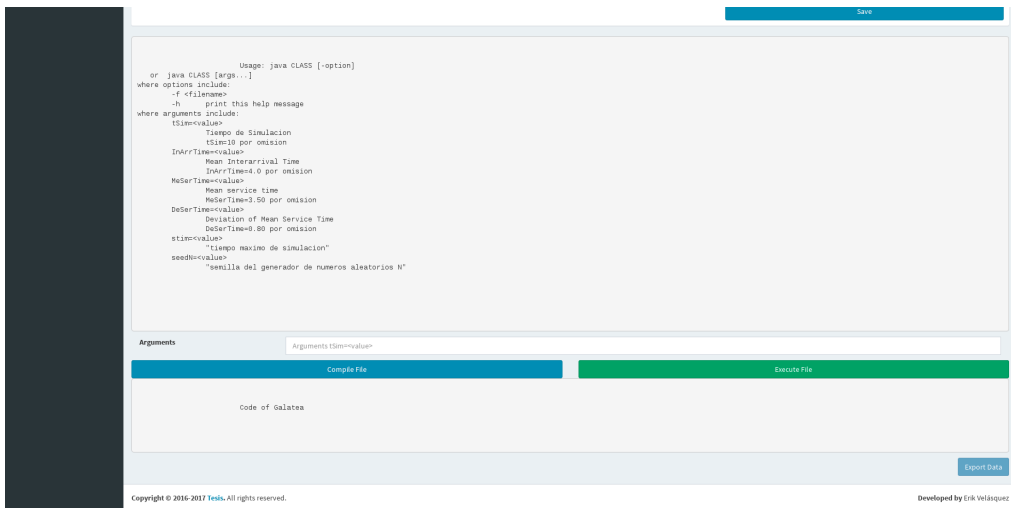 Save
Usage: java CLASS [-option]
or java CLASS [args...]
where options include:
-f <filename>
-h print this help message
where arguments include:
tSim=<value>
Tiempo de Simulacion
tSim=10 por omision
InArrTime=<value>
Mean Interarrival Time
InArrTime=4.0 por omision
MeSerTime=<value>
Mean service time
MeSerTime=3.50 por omision
DeSerTime=<value>
Deviation of Mean Service Time
DeSerTime=0.80 por omision
stim=<value>
"tiempo maximo de simulacion"
seedN=<value>
"semilla del generador de numeros aleatorios N"
Arguments Arguments tSim=<value>
Compile File Execute File
Code of Galatea
Export Data
Copyright © 2016-2017 Tesis. All rights reserved. Developed by Erik Velásquez